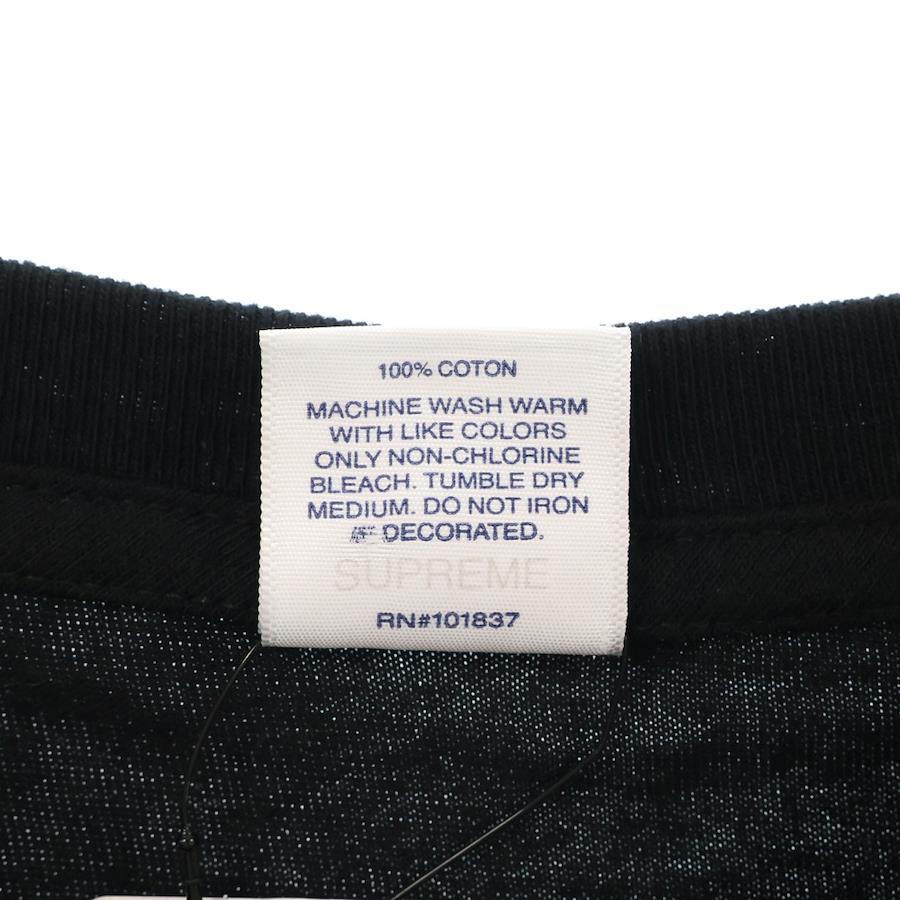 100% COTON
MACHINE WASH WARM
WITH LIKE COLORS
ONLY NON-CHLORINE
BLEACH. TUMBLE DRY
MEDIUM. DO NOT IRON
IF DECORATED.
SUPREME
RN#101837